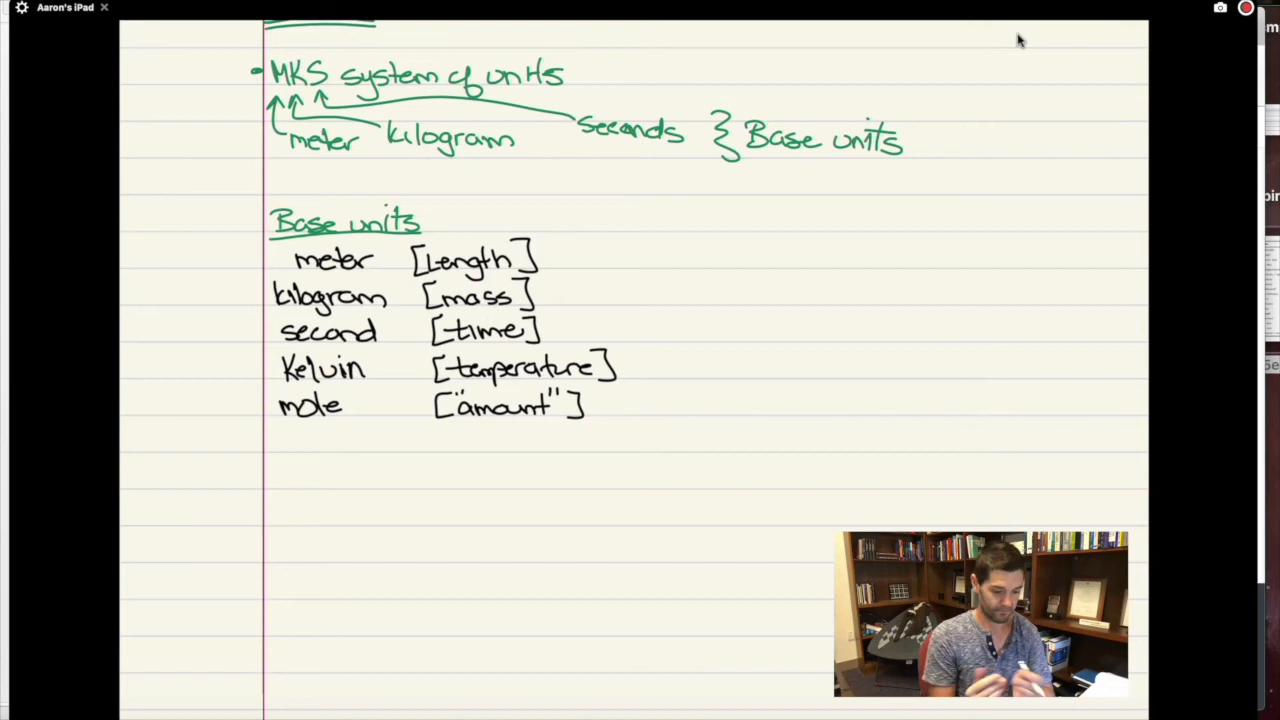 Aaron's iPad
• MKS system of units
meter kilogram seconds } Base units
Base units
meter [Length]
kilogram [mass]
second [time]
Kelvin [temperature]
mole ["amount"]